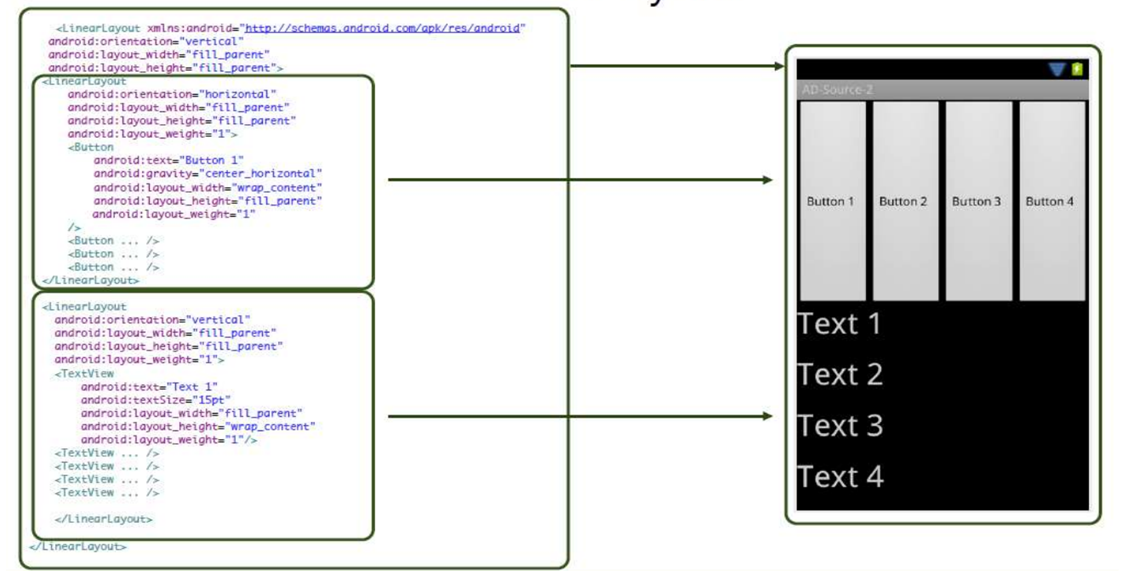 <LinearLayout xmlns:android="http://schemas.android.com/apk/res/android"
android:orientation="vertical"
android:layout_width="fill_parent"
android:layout_height="fill_parent">
<LinearLayout
android:orientation="horizontal"
android:layout_width="fill_parent"
android:layout_height="fill_parent"
android:layout_weight="1">
<Button
android:text="Button 1"
android:gravity="center_horizontal"
android:layout_width="wrap_content"
android:layout_height="fill_parent"
android:layout_weight="1"
/>
<Button ... />
<Button ... />
<Button ... />
</LinearLayout>
<LinearLayout
android:orientation="vertical"
android:layout_width="fill_parent"
android:layout_height="fill_parent"
android:layout_weight="1">
<TextView
android:text="Text 1"
android:textSize="15pt"
android:layout_width="fill_parent"
android:layout_height="wrap_content"
android:layout_weight="1"/>
<TextView ... />
<TextView ... />
<TextView ... />
<TextView ... />
</LinearLayout>
</LinearLayout>
AD-Source-2
Button 1 Button 2 Button 3 Button 4
Text 1
Text 2
Text 3
Text 4